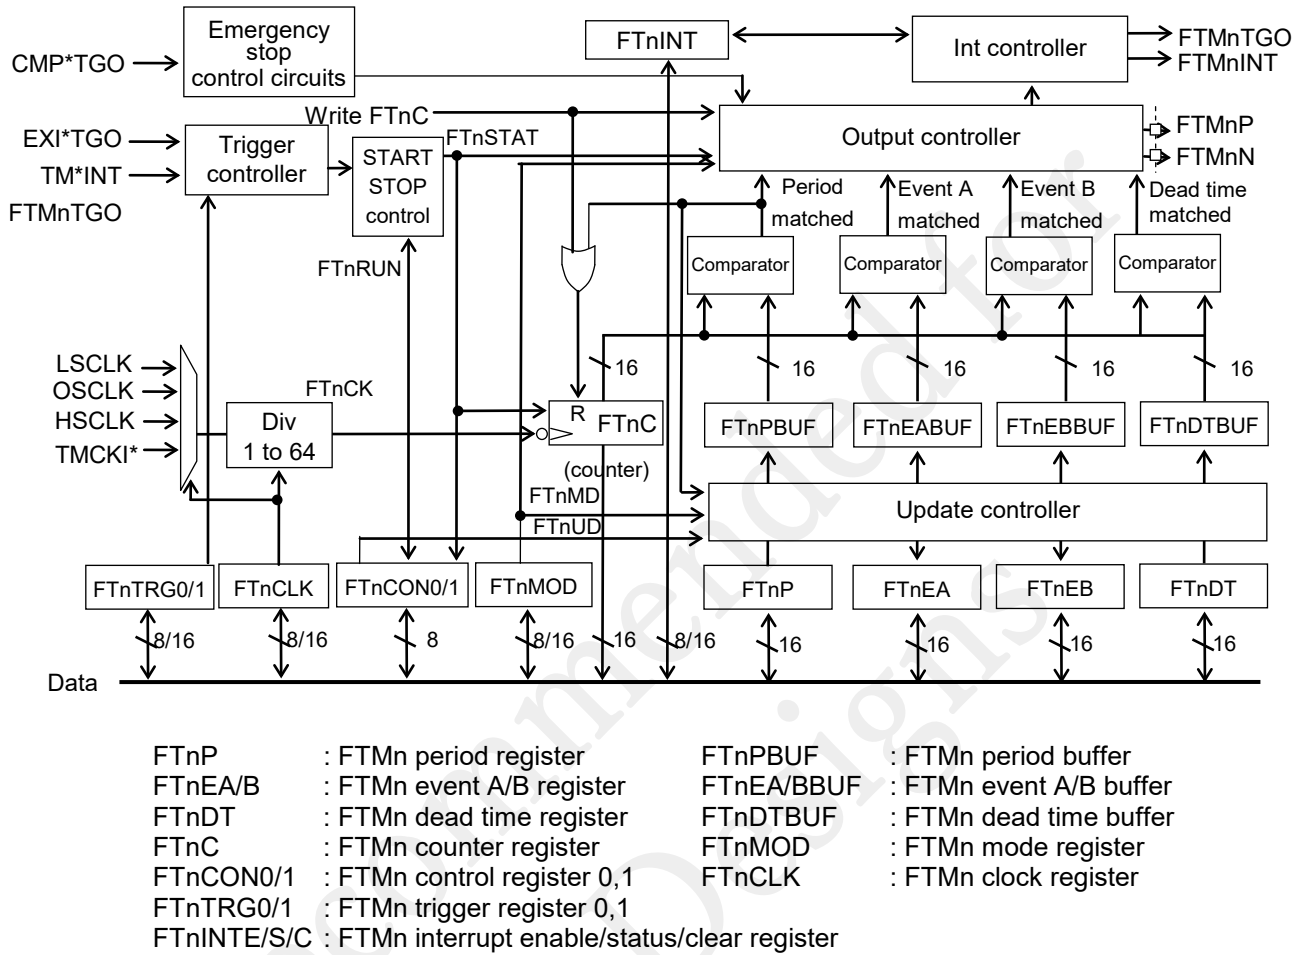 Emergency
stop
control circuits
CMP*TGO
FTnINT
Int controller
FTMnTGO
FTMnINT
Write FTnC
FTnSTAT
EXI*TGO
TM*INT
FTMnTGO
Trigger
controller
START
STOP
control
Output controller
FTMnP
FTMnN
Period
matched
Event A
matched
Event B
matched
Dead time
matched
FTnRUN
Comparator
Comparator
Comparator
Comparator
LSCLK
OSCLK
HSCLK
TMCKI*
FTnCK
Div
1 to 64
R
FTnC
(counter)
16
16
16
16
16
FTnPBUF
FTnEABUF
FTnEBBUF
FTnDTBUF
FTnMD
FTnUD
Update controller
FTnTRG0/1
FTnCLK
FTnCON0/1
FTnMOD
FTnP
FTnEA
FTnEB
FTnDT
8/16
8/16
8
8/16
16
8/16
16
16
16
16
Data
FTnP : FTMn period register
FTnPBUF : FTMn period buffer
FTnEA/B : FTMn event A/B register
FTnEA/BBUF : FTMn event A/B buffer
FTnDT : FTMn dead time register
FTnDTBUF : FTMn dead time buffer
FTnC : FTMn counter register
FTnMOD : FTMn mode register
FTnCON0/1 : FTMn control register 0,1
FTnCLK : FTMn clock register
FTnTRG0/1 : FTMn trigger register 0,1
FTnINTE/S/C : FTMn interrupt enable/status/clear register